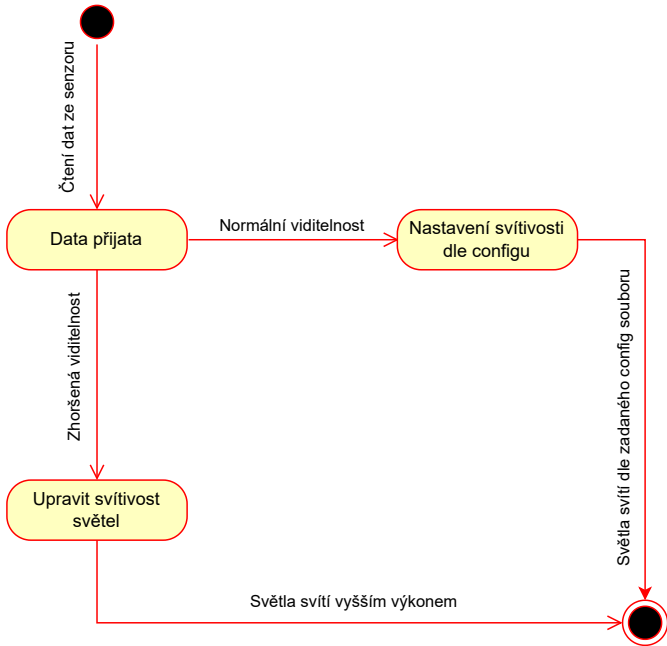 Čtení dat ze senzoru
Data přijata
Normální viditelnost
Nastavení svítivosti
dle configu
Zhoršená viditelnost
Světla svítí dle zadaného config souboru
Upravit svítivost
světel
Světla svítí vyšším výkonem